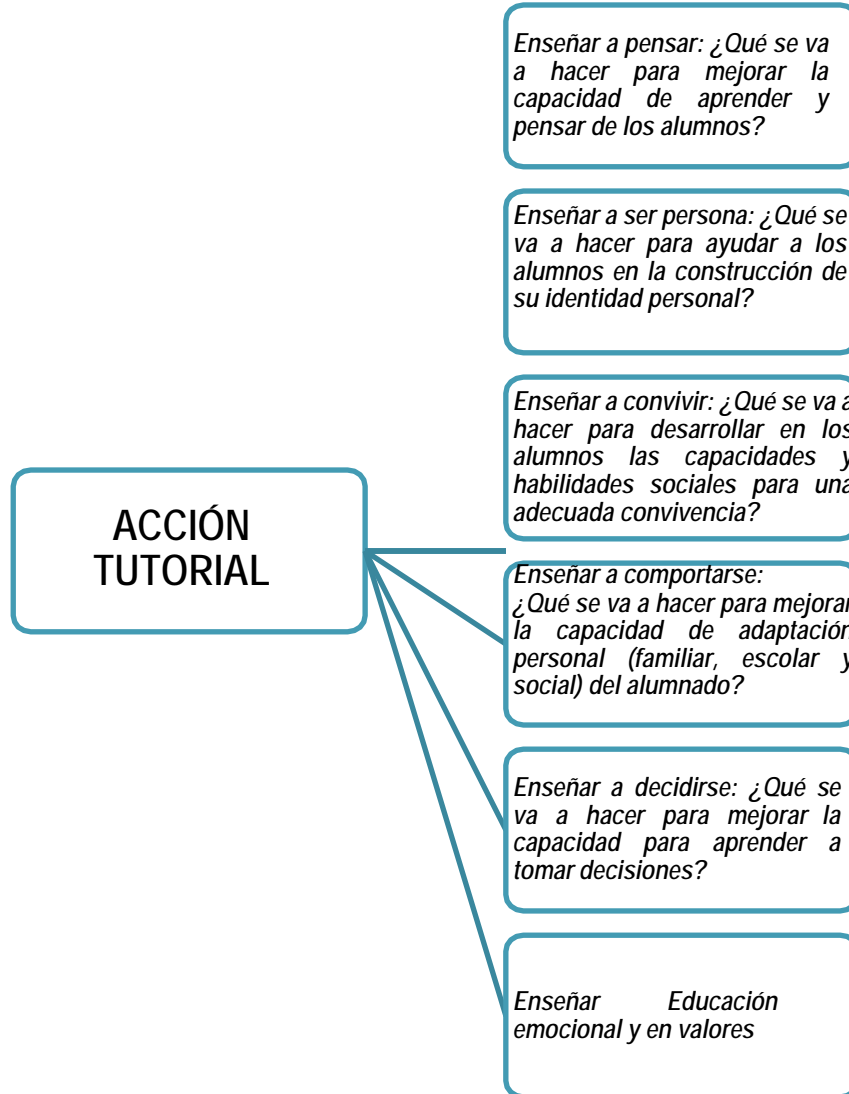 Enseñar a pensar: ¿Qué se va
a hacer para mejorar la
capacidad de aprender y
pensar de los alumnos?
Enseñar a ser persona: ¿Qué se
va a hacer para ayudar a los
alumnos en la construcción de
su identidad personal?
Enseñar a convivir: ¿Qué se va a
hacer para desarrollar en los
alumnos las capacidades y
habilidades sociales para una
adecuada convivencia?
ACCIÓN
TUTORIAL
Enseñar a comportarse:
¿Qué se va a hacer para mejorar
la capacidad de adaptación
personal (familiar, escolar y
social) del alumnado?
Enseñar a decidirse: ¿Qué se
va a hacer para mejorar la
capacidad para aprender a
tomar decisiones?
Enseñar Educación
emocional y en valores